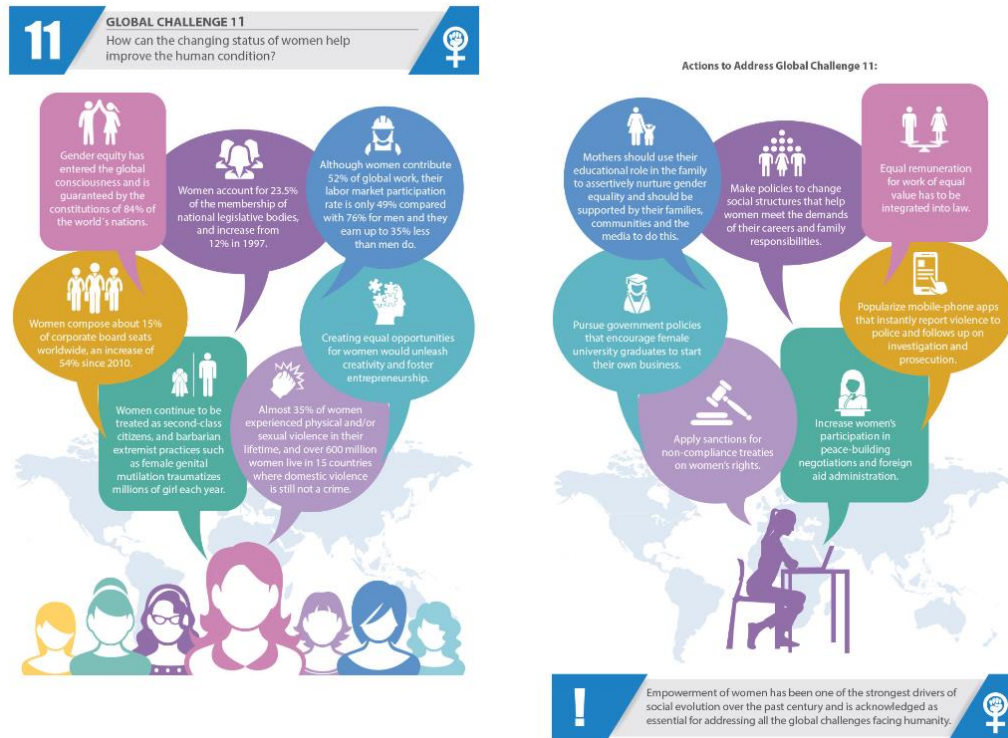 11
GLOBAL CHALLENGE 11
How can the changing status of women help
improve the human condition?
Gender equity has
entered the global
consciousness and is
guaranteed by the
constitutions of 84% of
the world`s nations.
Women account for 23.5%
of the membership of
national legislative bodies,
and increase from
12% in 1997.
Although women contribute
52% of global work, their
labor market participation
rate is only 49% compared
with 76% for men and they
earn up to 35% less
than men do.
Women compose about 15%
of corporate board seats
worldwide, an increase of
54% since 2010.
Creating equal opportunities
for women would unleash
creativity and foster
entrepreneurship.
Women continue to be
treated as second-class
citizens, and barbarian
extremist practices such
as female genital
mutilation traumatizes
millions of girl each year.
Almost 35% of women
experienced physical and/or
sexual violence in their
lifetime, and over 600 million
women live in 15 countries
where domestic violence
is still not a crime.
Actions to Address Global Challenge 11:
Mothers should use their
educational role in the family
to assertively nurture gender
equality and should be
supported by their families,
communities and the
media to do this.
Make policies to change
social structures that help
women meet the demands
of their careers and family
responsibilities.
Equal remuneration
for work of equal
value has to be
integrated into law.
Pursue government policies
that encourage female
university graduates to start
their own business.
Popularize mobile-phone apps
that instantly report violence to
police and follows up on
investigation and
prosecution.
Apply sanctions for
non-compliance treaties
on women's rights.
Increase women's
participation in
peace-building
negotiations and foreign
aid administration.
!
Empowerment of women has been one of the strongest drivers of
social evolution over the past century and is acknowledged as
essential for addressing all the global challenges facing humanity.